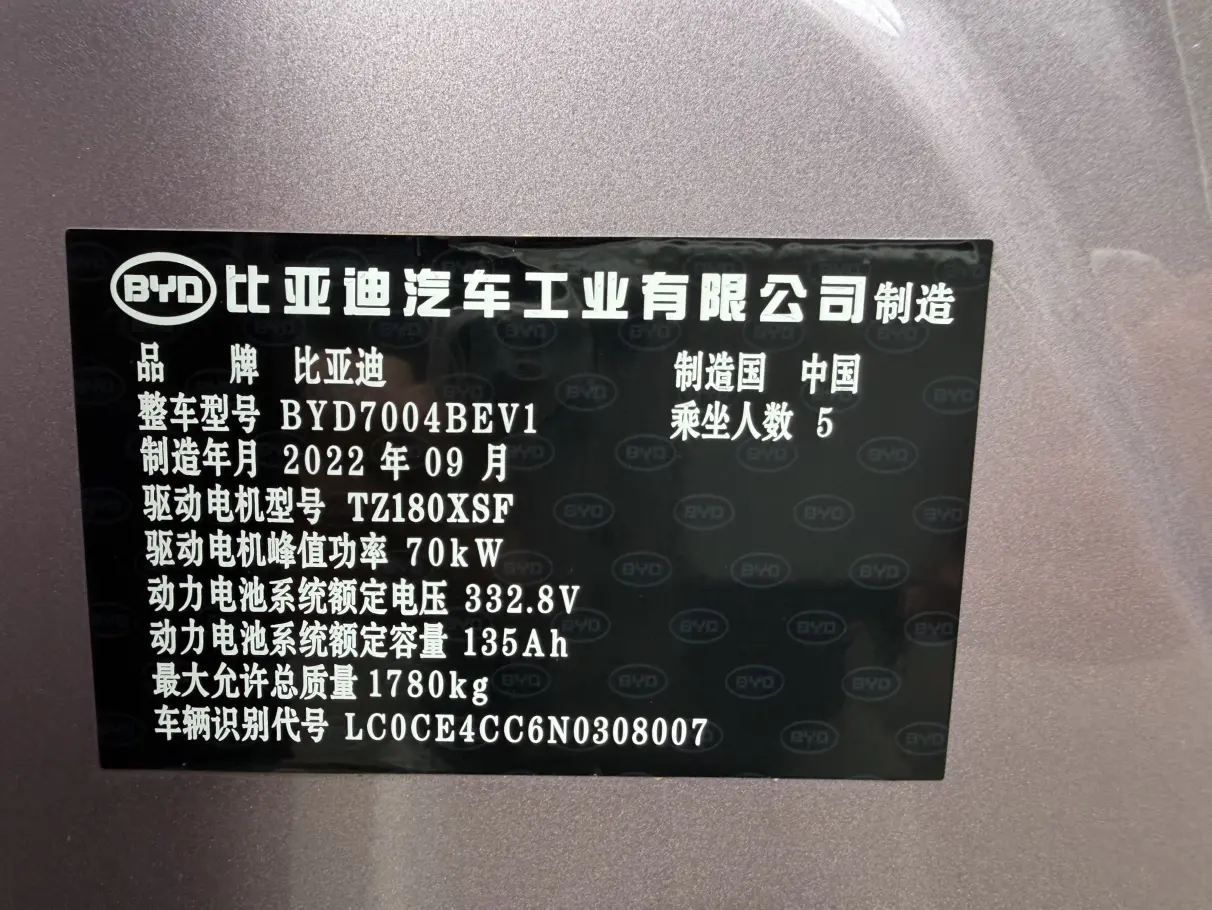 BYD 比亚迪汽车工业有限公司制造
品 牌 比亚迪 制造国 中国
整车型号 BYD7004BEV1 乘坐人数 5
制造年月 2022 年 09 月
驱动电机型号 TZ180XSF
驱动电机峰值功率 70kW
动力电池系统额定电压 332.8V
动力电池系统额定容量 135Ah
最大允许总质量 1780kg
车辆识别代号 LC0CE4CC6N0308007